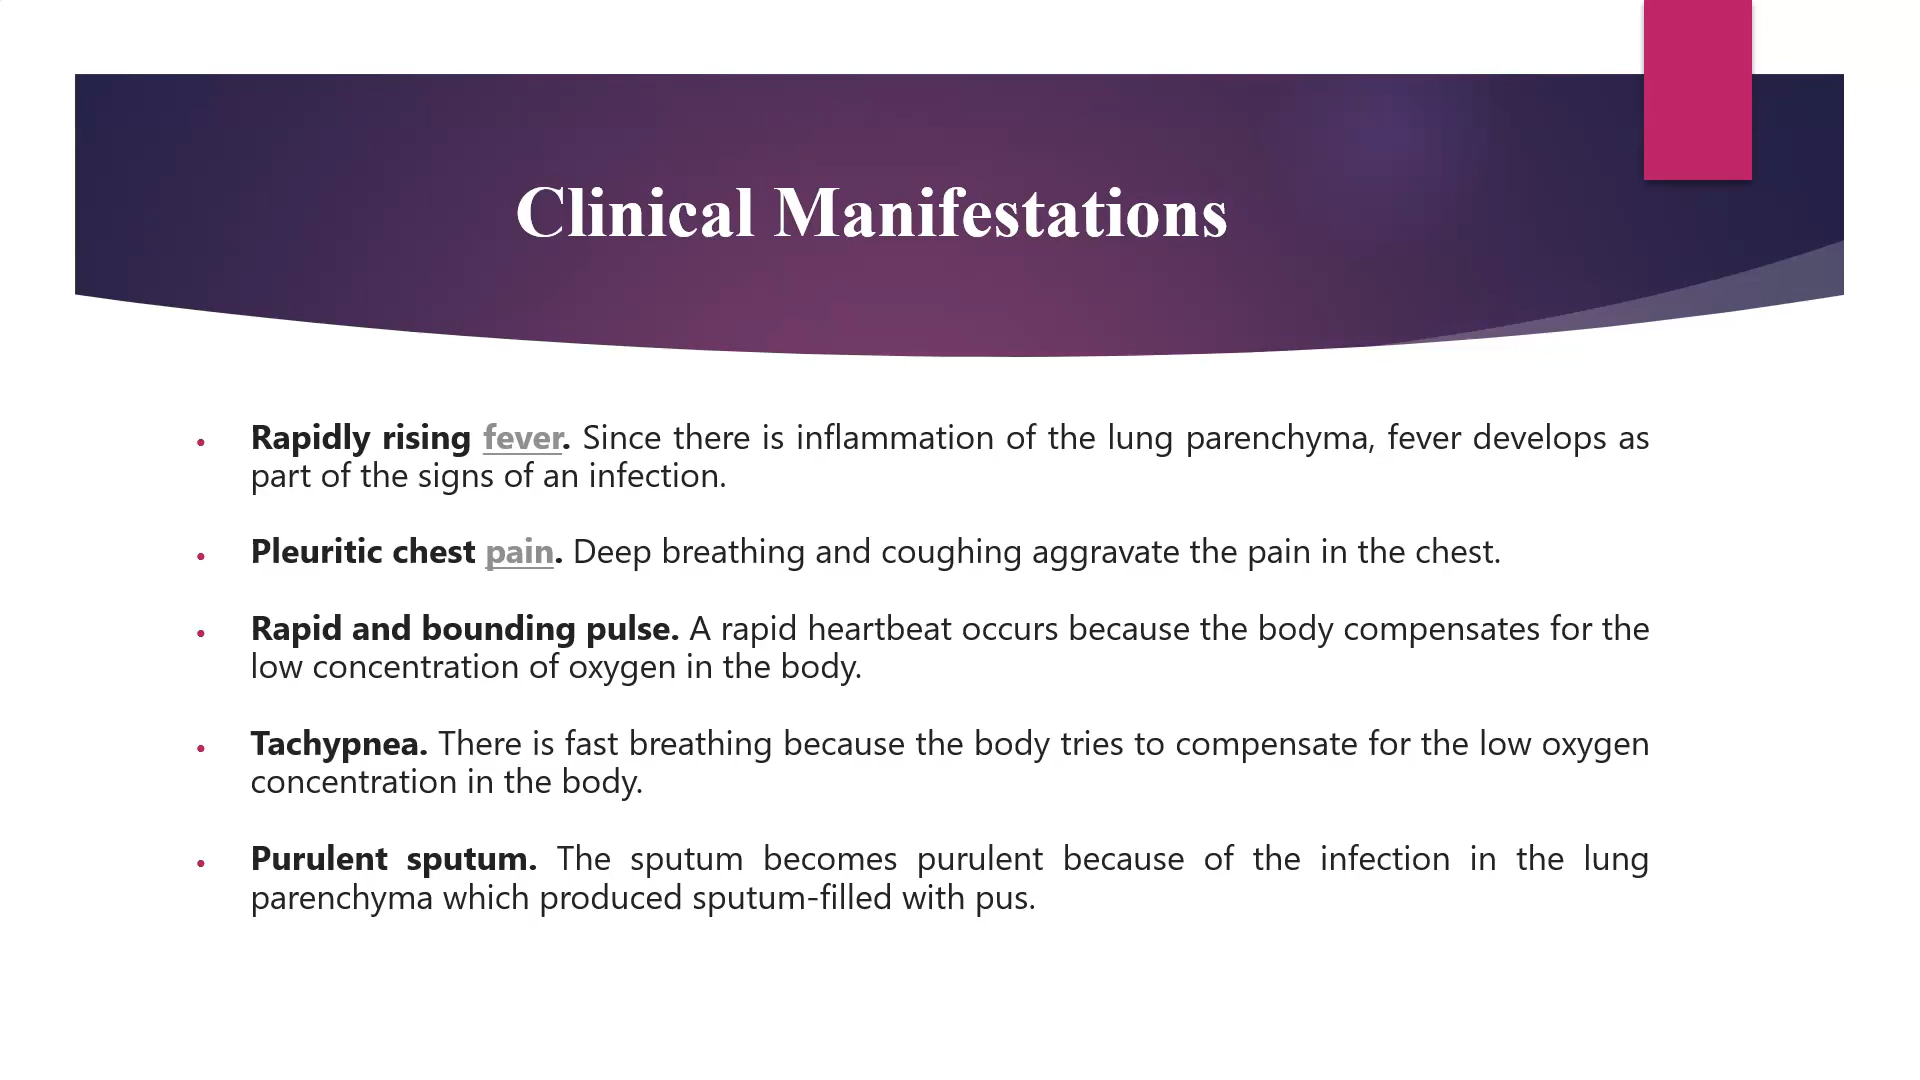 Clinical Manifestations
• Rapidly rising fever. Since there is inflammation of the lung parenchyma, fever develops as
part of the signs of an infection.
• Pleuritic chest pain. Deep breathing and coughing aggravate the pain in the chest.
• Rapid and bounding pulse. A rapid heartbeat occurs because the body compensates for the
low concentration of oxygen in the body.
• Tachypnea. There is fast breathing because the body tries to compensate for the low oxygen
concentration in the body.
• Purulent sputum. The sputum becomes purulent because of the infection in the lung
parenchyma which produced sputum-filled with pus.